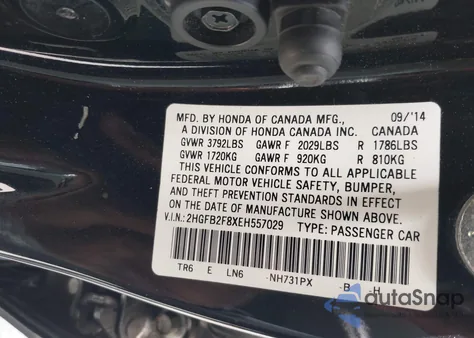 MFD. BY HONDA OF CANADA MFG., 09/'14
A DIVISION OF HONDA CANADA INC. CANADA
GVWR 3792LBS GAWR F 2029LBS R 1786LBS
GVWR 1720KG GAWR F 920KG R 810KG
THIS VEHICLE CONFORMS TO ALL APPLICABLE
FEDERAL MOTOR VEHICLE SAFETY, BUMPER,
AND THEFT PREVENTION STANDARDS IN EFFECT
ON THE DATE OF MANUFACTURE SHOWN ABOVE.
V.I.N.: 2HGFB2F8XEH557029 TYPE: PASSENGER CAR
TR6 E LN6 -NH731PX -B -H
autaSnap